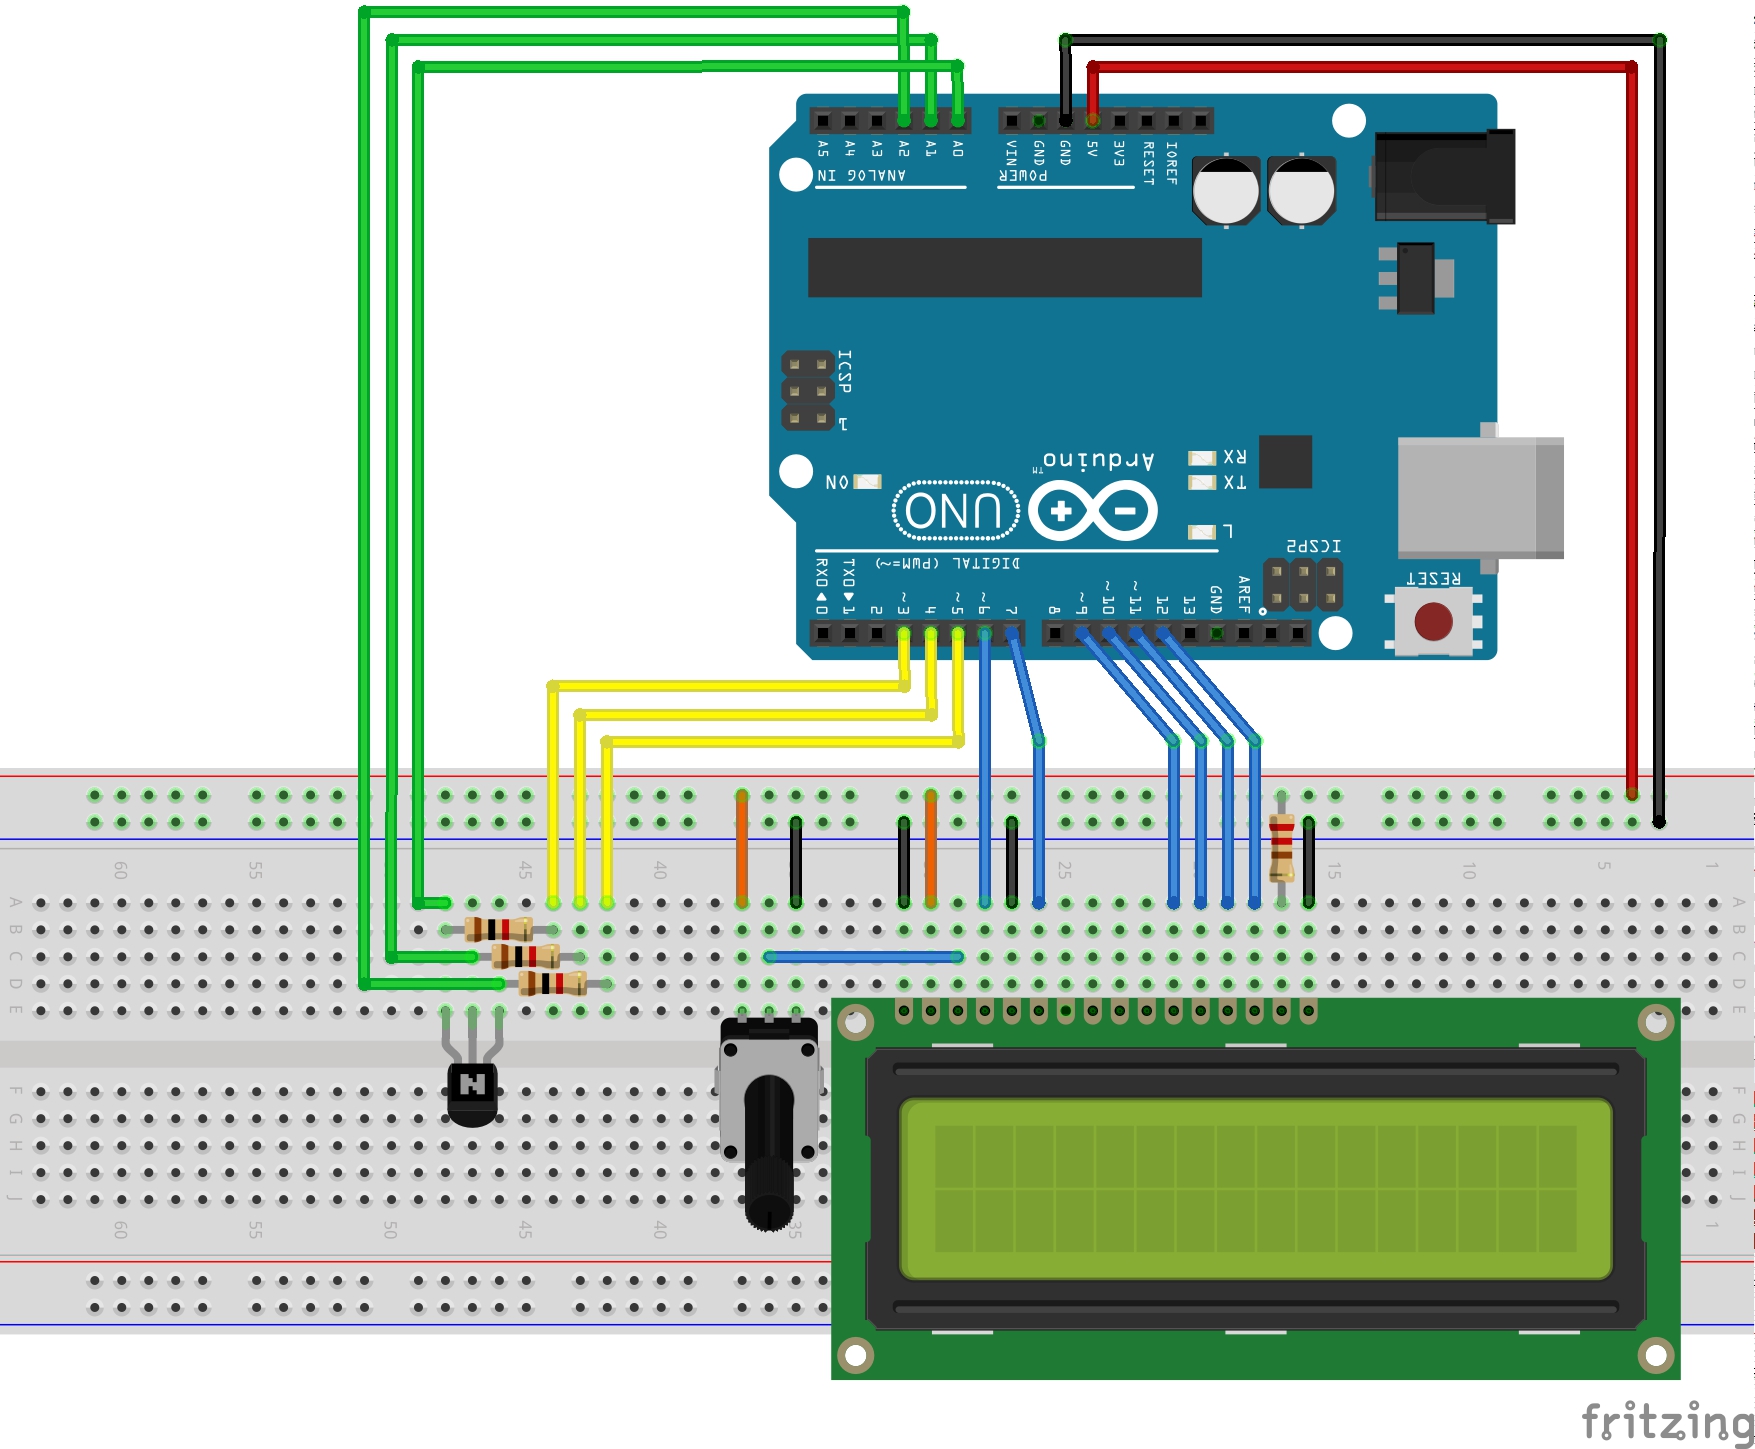 A5 A4 A3 A2 A1 A0
VIN GND GND 5V 3V3 RESET IOREF
ANALOG IN
POWER
ICSP
1
Arduino™
RX
TX
ON
UNO
L
ICSP2
DIGITAL (PWM=~)
RESET
RX0 TX0
0 1 2 ~3 4 ~5 ~6 7 8 ~9 ~10 ~11 12 13 GND AREF
60 55 45 40 25 15 10 5 1
A A
B B
C C
D D
E E
N
F F
G G
H H
I I
J J
60 55 50 45 40 35 1
fritzing